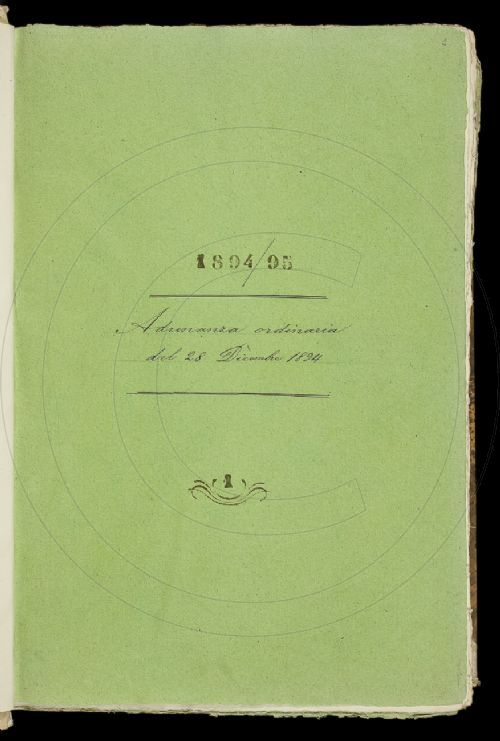 1894/95
Adunanza ordinaria
del 28 Dicembre 1894
1